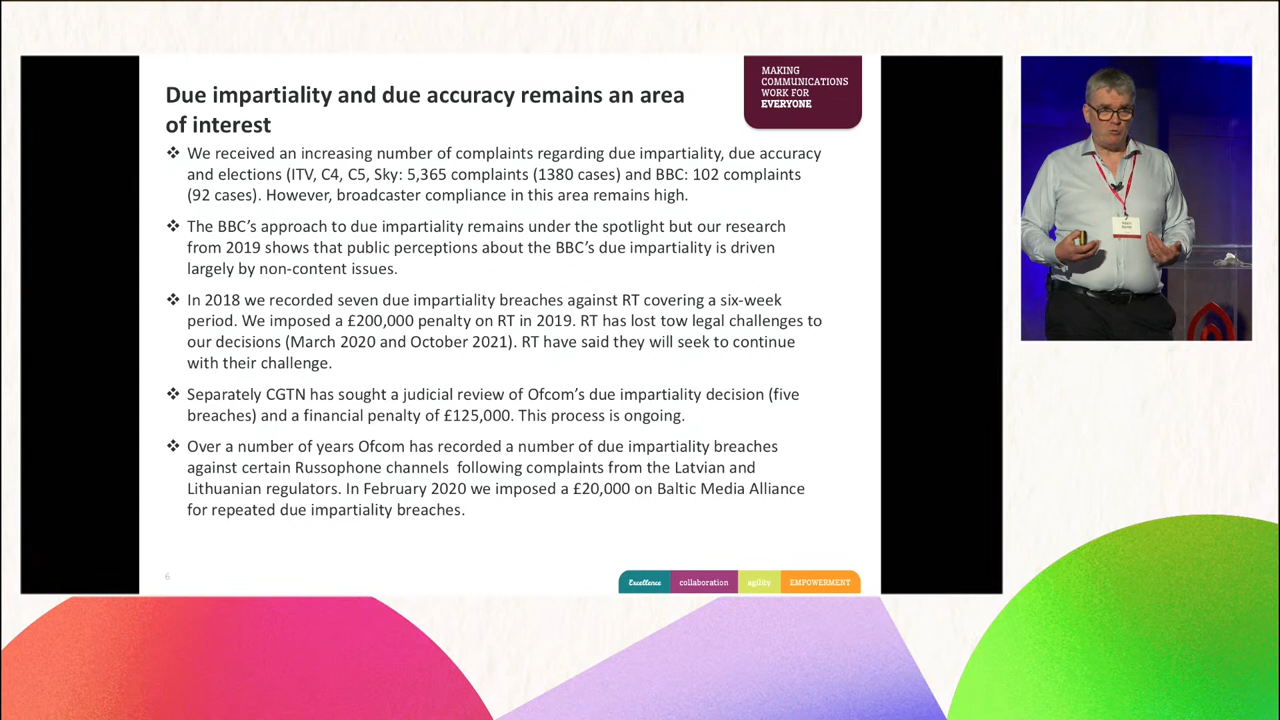 Due impartiality and due accuracy remains an area
of interest
MAKING
COMMUNICATIONS
WORK FOR
EVERYONE
❖ We received an increasing number of complaints regarding due impartiality, due accuracy
and elections (ITV, C4, C5, Sky: 5,365 complaints (1380 cases) and BBC: 102 complaints
(92 cases). However, broadcaster compliance in this area remains high.
❖ The BBC’s approach to due impartiality remains under the spotlight but our research
from 2019 shows that public perceptions about the BBC’s due impartiality is driven
largely by non-content issues.
❖ In 2018 we recorded seven due impartiality breaches against RT covering a six-week
period. We imposed a £200,000 penalty on RT in 2019. RT has lost tow legal challenges to
our decisions (March 2020 and October 2021). RT have said they will seek to continue
with their challenge.
❖ Separately CGTN has sought a judicial review of Ofcom’s due impartiality decision (five
breaches) and a financial penalty of £125,000. This process is ongoing.
❖ Over a number of years Ofcom has recorded a number of due impartiality breaches
against certain Russophone channels  following complaints from the Latvian and
Lithuanian regulators. In February 2020 we imposed a £20,000 on Baltic Media Alliance
for repeated due impartiality breaches.
6
Excellence
collaboration
agility
EMPOWERMENT